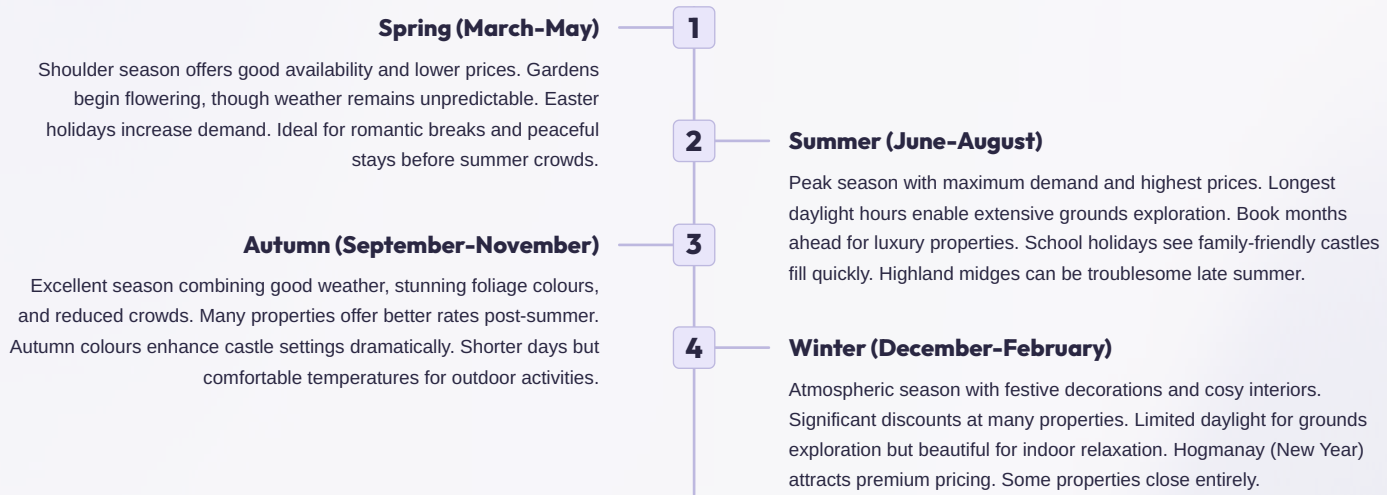 Spring (March-May)
1
Shoulder season offers good availability and lower prices. Gardens
begin flowering, though weather remains unpredictable. Easter
holidays increase demand. Ideal for romantic breaks and peaceful
stays before summer crowds.
2
Summer (June-August)
Peak season with maximum demand and highest prices. Longest
daylight hours enable extensive grounds exploration. Book months
ahead for luxury properties. School holidays see family-friendly castles
fill quickly. Highland midges can be troublesome late summer.
Autumn (September-November)
3
Excellent season combining good weather, stunning foliage colours,
and reduced crowds. Many properties offer better rates post-summer.
Autumn colours enhance castle settings dramatically. Shorter days but
comfortable temperatures for outdoor activities.
4
Winter (December-February)
Atmospheric season with festive decorations and cosy interiors.
Significant discounts at many properties. Limited daylight for grounds
exploration but beautiful for indoor relaxation. Hogmanay (New Year)
attracts premium pricing. Some properties close entirely.